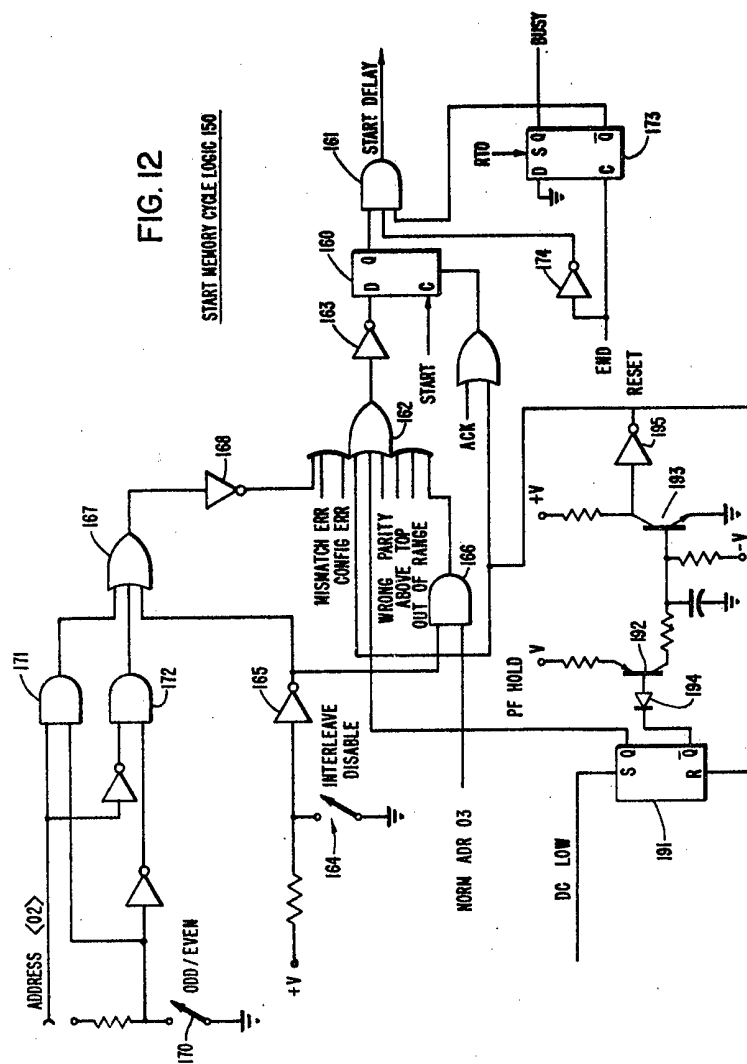 FIG. 12
START MEMORY CYCLE LOGIC 150
ADDRESS <02>
170
ODD/EVEN
171
172
167
168
+V
164
INTERLEAVE
DISABLE
165
MISMATCH ERR
CONFIG ERR
WRONG PARITY
ABOVE TOP
OUT OF RANGE
162
163
166
NORM ADR 03
START
D
Q
C
160
161
START DELAY
ACK
RTO
D
S
Q
C
Q
173
BUSY
174
END
RESET
DC LOW
S
Q
Q
R
191
PF HOLD
V
192
194
+V
193
-V
195